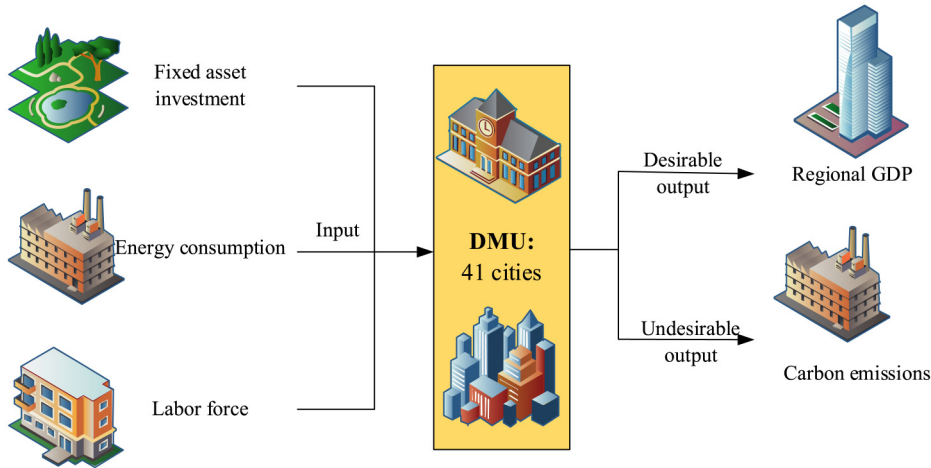 Fixed asset
investment
Energy consumption
Labor force
Input
DMU:
41 cities
Desirable
output
Undesirable
output
Regional GDP
Carbon emissions